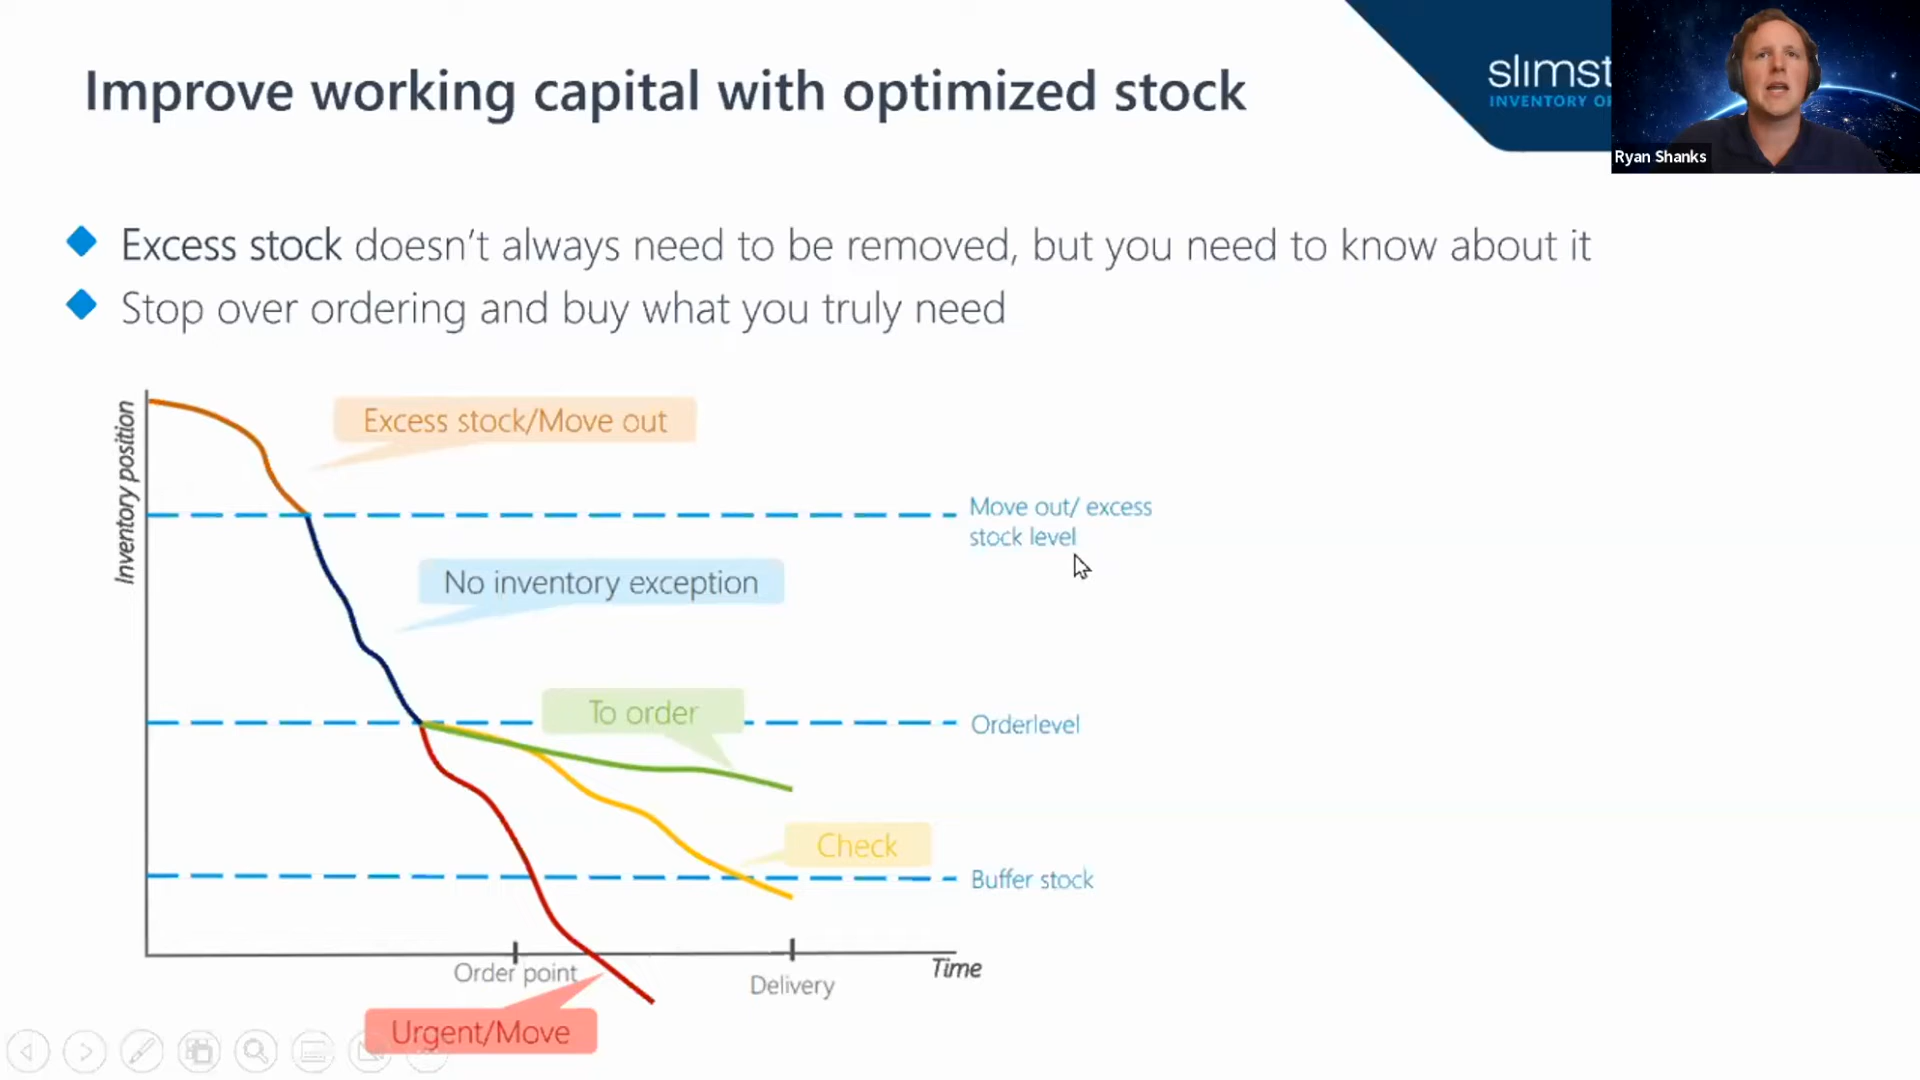 Improve working capital with optimized stock
slimst
INVENTORY OP
Ryan Shanks
Excess stock doesn't always need to be removed, but you need to know about it
Stop over ordering and buy what you truly need
Inventory position
Excess stock/Move out
Move out/ excess
stock level
No inventory exception
To order
Orderlevel
Check
Buffer stock
Order point
Time
Delivery
Urgent/Move